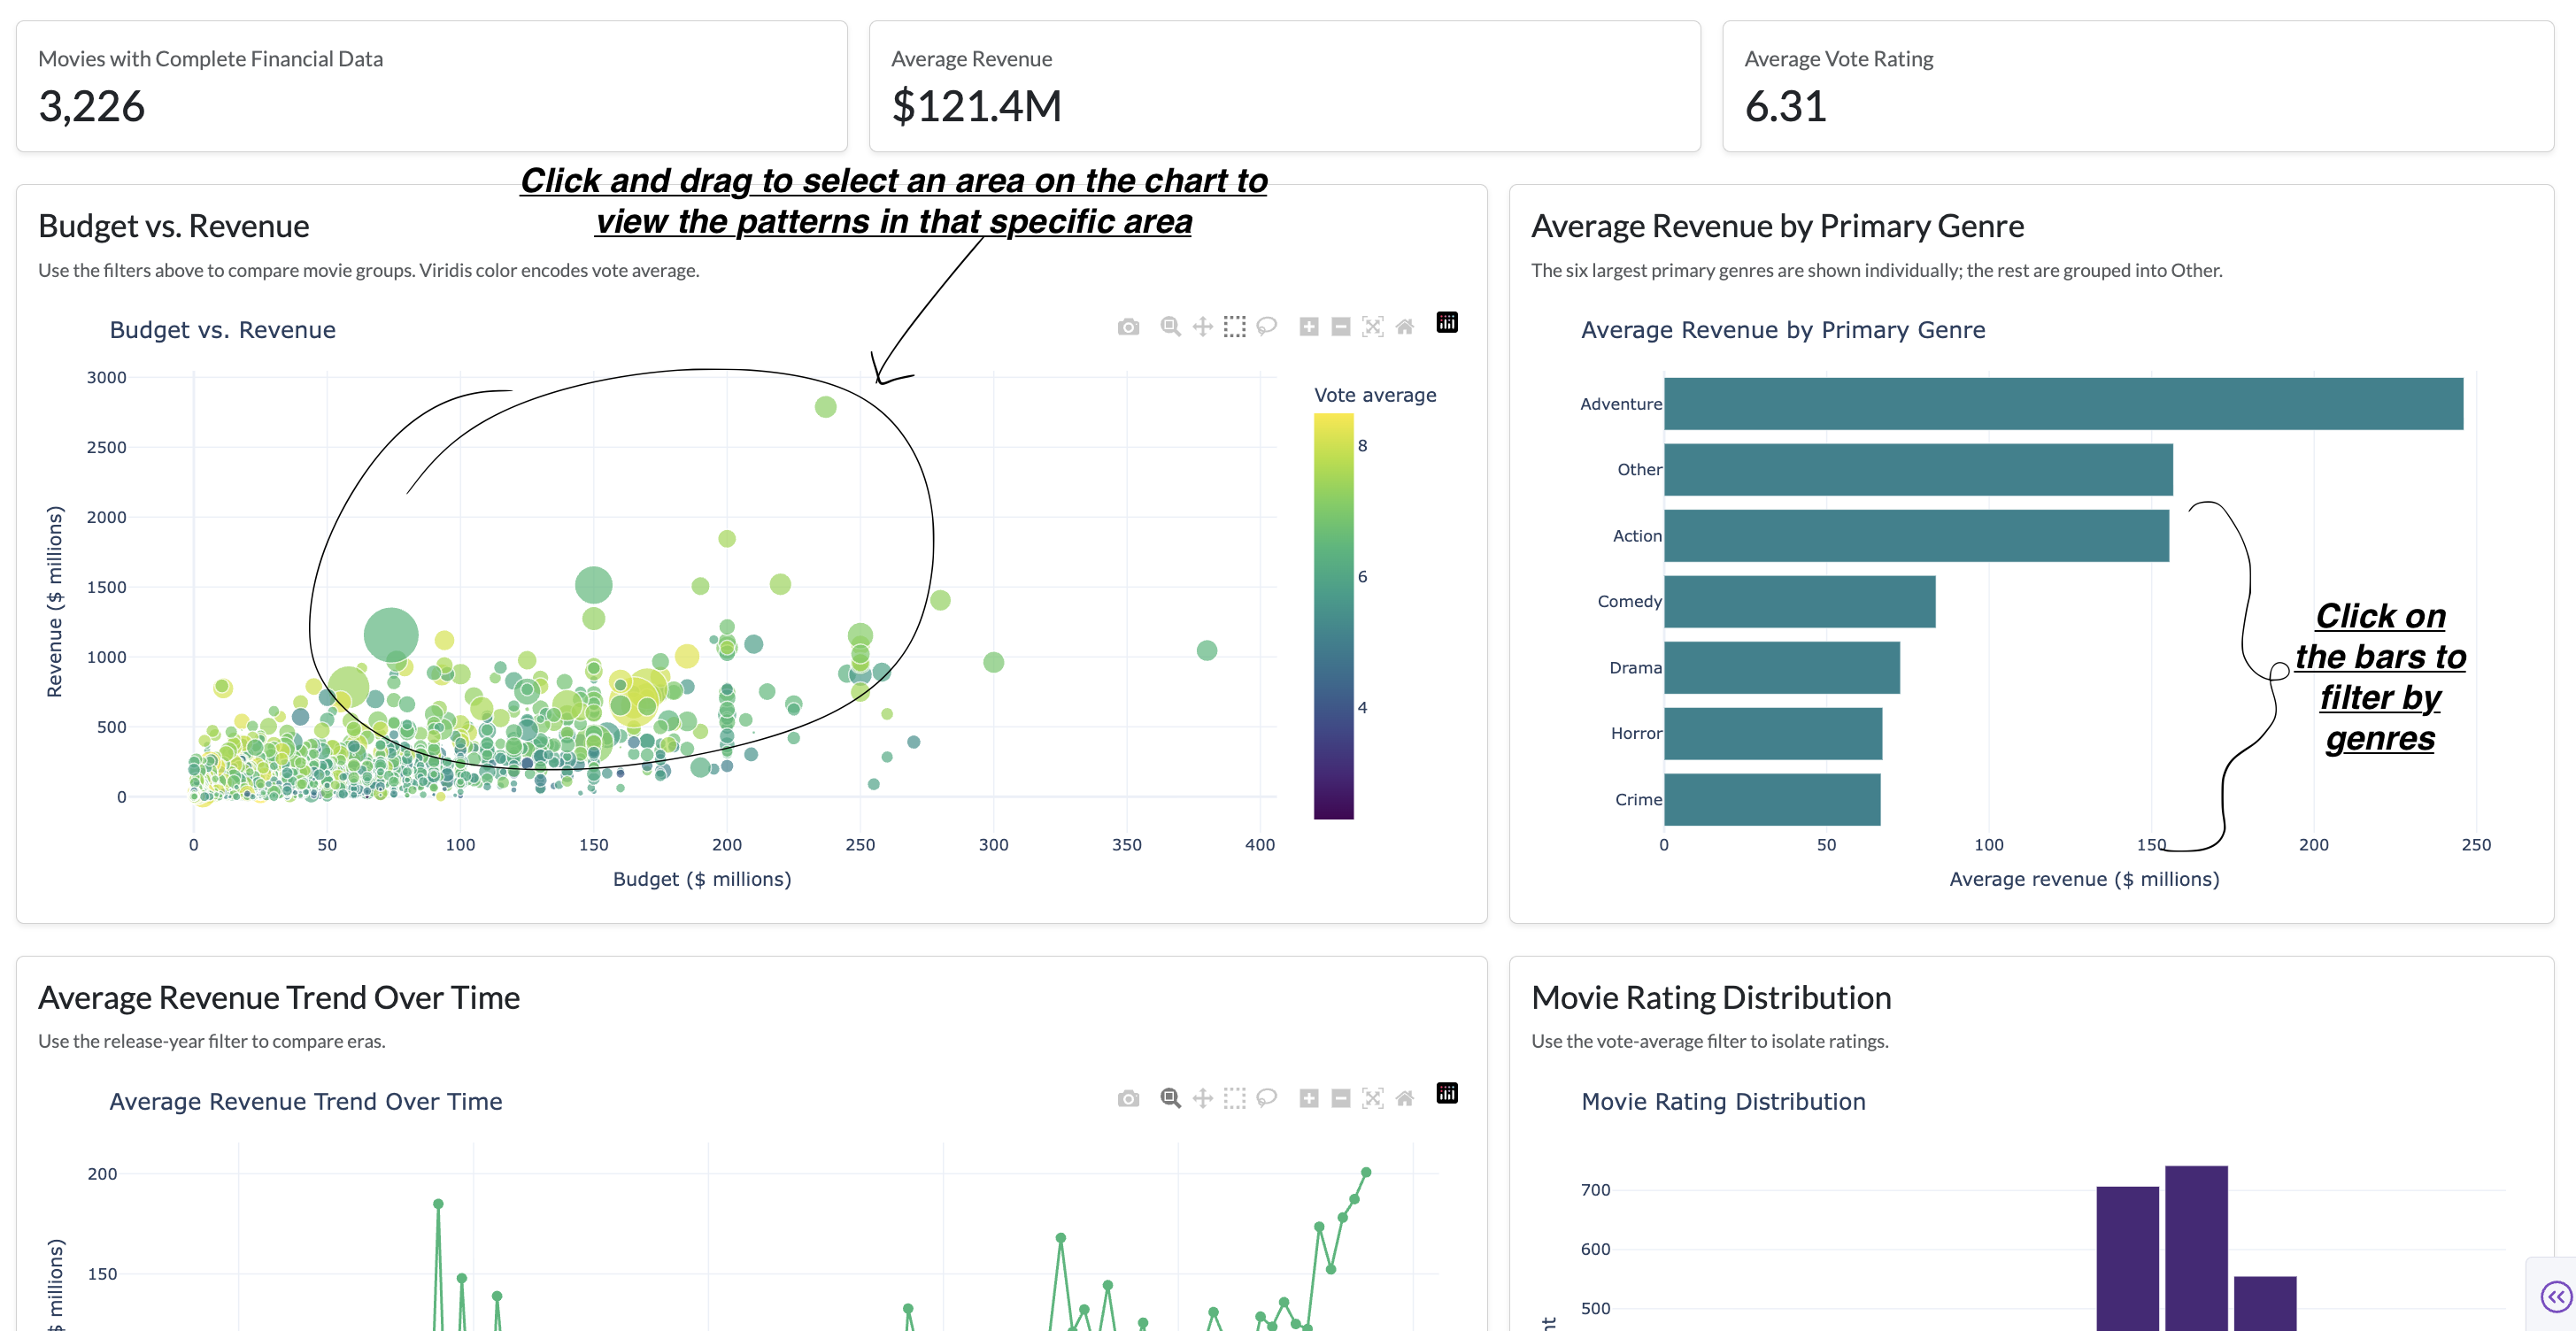 Movies with Complete Financial Data
3,226
Average Revenue
$121.4M
Average Vote Rating
6.31
Click and drag to select an area on the chart to
view the patterns in that specific area
Budget vs. Revenue
Use the filters above to compare movie groups. Viridis color encodes vote average.
Budget vs. Revenue
Vote average
8
6
4
3000
2500
2000
1500
1000
500
0
Revenue ($ millions)
0 50 100 150 200 250 300 350 400
Budget ($ millions)
Average Revenue by Primary Genre
The six largest primary genres are shown individually; the rest are grouped into Other.
Average Revenue by Primary Genre
Adventure
Other
Action
Comedy
Drama
Horror
Crime
0 50 100 150 200 250
Average revenue ($ millions)
Click on
the bars to
filter by
genres
Average Revenue Trend Over Time
Use the release-year filter to compare eras.
Average Revenue Trend Over Time
200
150
$ millions)
Movie Rating Distribution
Use the vote-average filter to isolate ratings.
Movie Rating Distribution
700
600
500